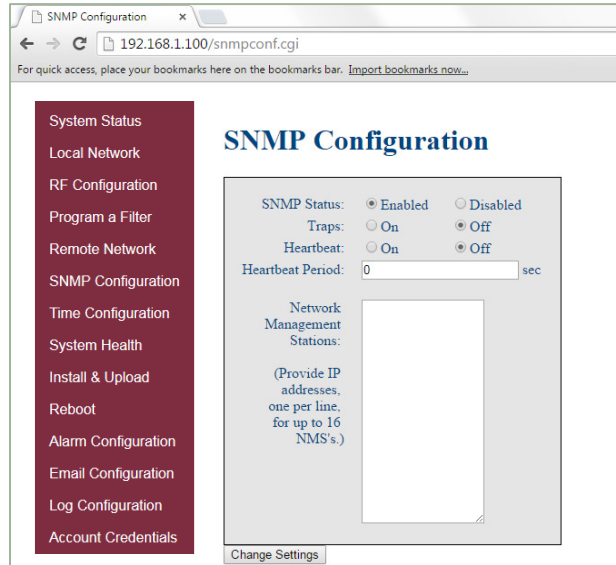 SNMP Configuration ×
192.168.1.100/snmpconf.cgi
For quick access, place your bookmarks here on the bookmarks bar. Import bookmarks now...
System Status
Local Network
RF Configuration
Program a Filter
Remote Network
SNMP Configuration
Time Configuration
System Health
Install & Upload
Reboot
Alarm Configuration
Email Configuration
Log Configuration
Account Credentials
SNMP Configuration
SNMP Status: Enabled Disabled
Traps: On Off
Heartbeat: On Off
Heartbeat Period: 0 sec
Network
Management
Stations:
(Provide IP
addresses,
one per line,
for up to 16
NMS's.)
Change Settings